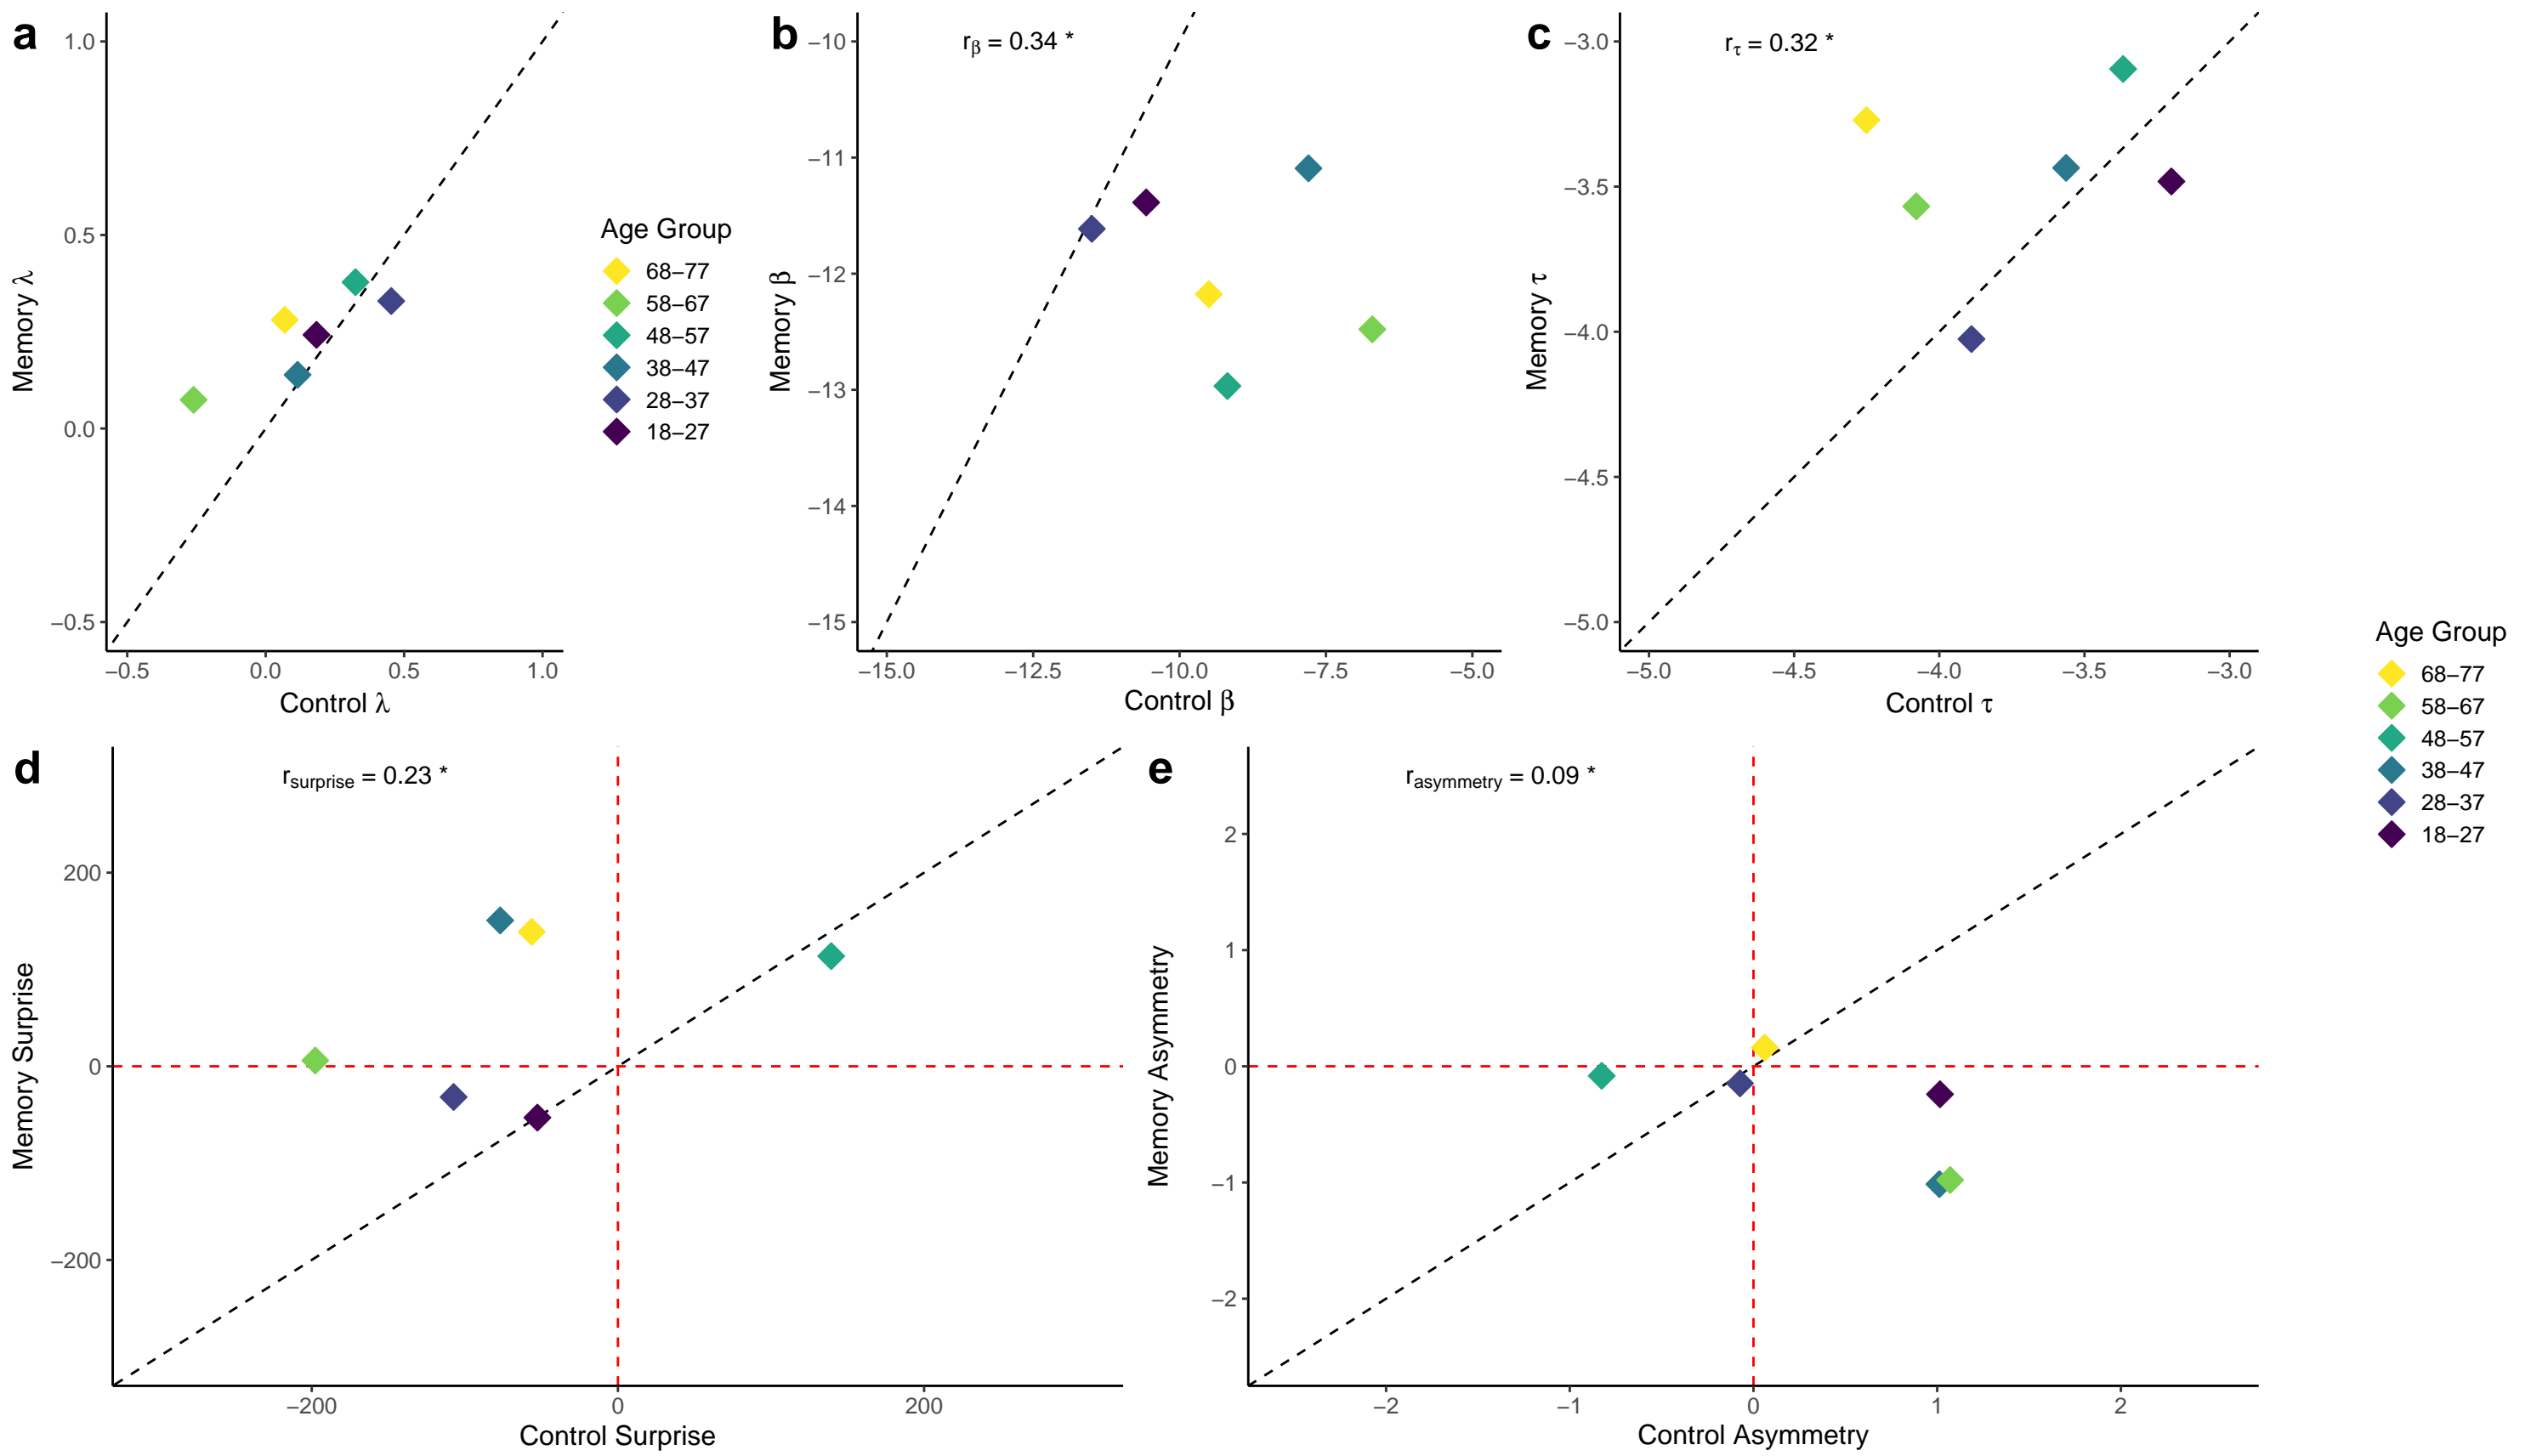 a
1.0
0.5
0.0
−0.5
−0.5 0.0 0.5 1.0
Memory λ
Control λ
Age Group
68−77
58−67
48−57
38−47
28−37
18−27
b
rβ = 0.34 *
−10
−11
−12
−13
−14
−15
−15.0 −12.5 −10.0 −7.5 −5.0
Memory β
Control β
c
rτ = 0.32 *
−3.0
−3.5
−4.0
−4.5
−5.0
−5.0 −4.5 −4.0 −3.5 −3.0
Memory τ
Control τ
Age Group
68−77
58−67
48−57
38−47
28−37
18−27
d
rsurprise = 0.23 *
200
0
−200
−200 0 200
Memory Surprise
Control Surprise
e
rasymmetry = 0.09 *
2
1
0
−1
−2
−2 −1 0 1 2
Memory Asymmetry
Control Asymmetry